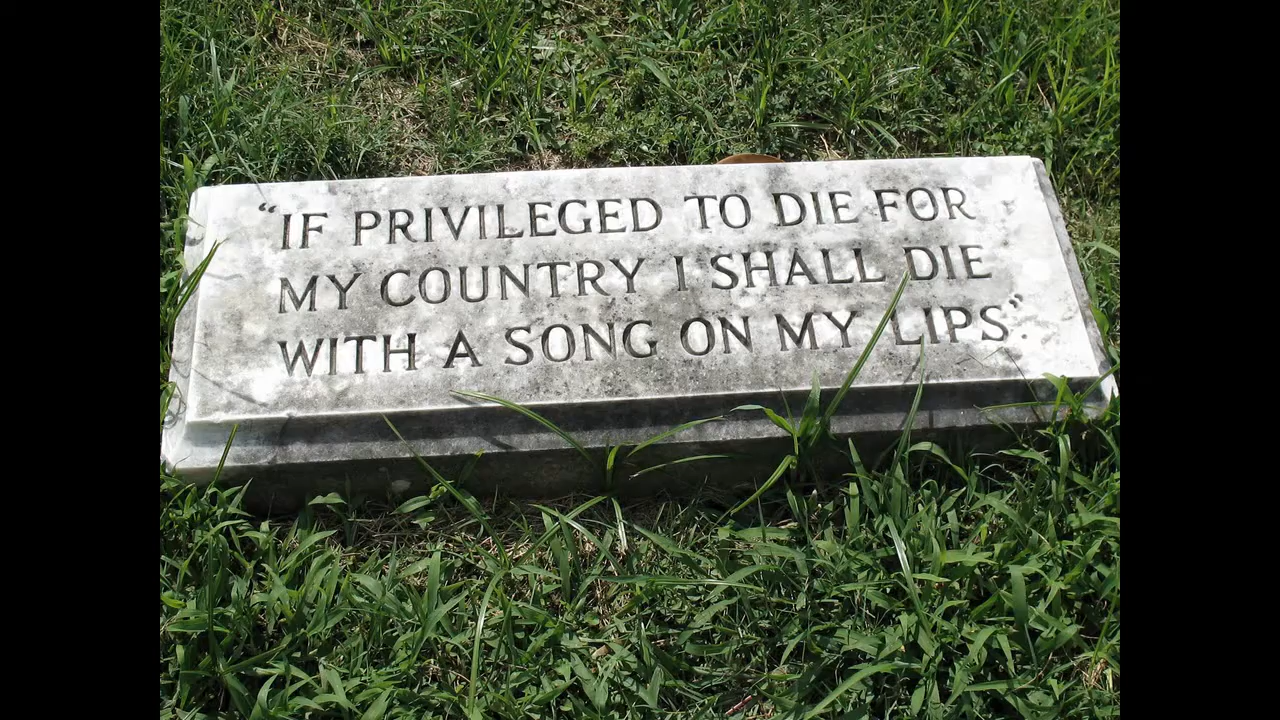 “IF PRIVILEGED TO DIE FOR
MY COUNTRY I SHALL DIE
WITH A SONG ON MY LIPS”.